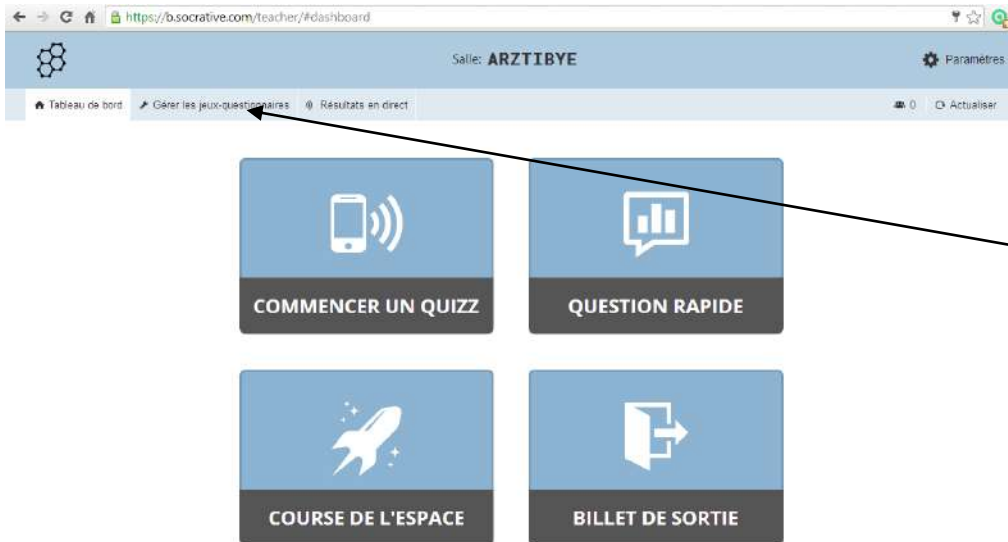 https://b.socrative.com/teacher/#dashboard
Salle: ARZTIBYE
Paramètres
Tableau de bord Gérer les jeux-questionnaires Résultats en direct 0 Actualiser
COMMENCER UN QUIZZ QUESTION RAPIDE
COURSE DE L'ESPACE BILLET DE SORTIE